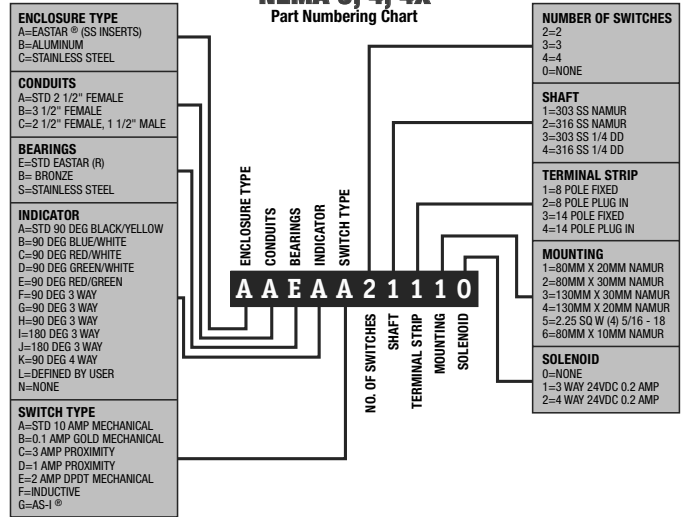 NEMA 3, 4, 4X
Part Numbering Chart
ENCLOSURE TYPE
A=EASTAR ® (SS INSERTS)
B=ALUMINUM
C=STAINLESS STEEL
CONDUITS
A=STD 2 1/2" FEMALE
B=3 1/2" FEMALE
C=2 1/2" FEMALE, 1 1/2" MALE
BEARINGS
E=STD EASTAR (R)
B= BRONZE
S=STAINLESS STEEL
INDICATOR
A=STD 90 DEG BLACK/YELLOW
B=90 DEG BLUE/WHITE
C=90 DEG RED/WHITE
D=90 DEG GREEN/WHITE
E=90 DEG RED/GREEN
F=90 DEG 3 WAY
G=90 DEG 3 WAY
H=90 DEG 3 WAY
I=180 DEG 3 WAY
J=180 DEG 3 WAY
K=90 DEG 4 WAY
L=DEFINED BY USER
N=NONE
SWITCH TYPE
A=STD 10 AMP MECHANICAL
B=0.1 AMP GOLD MECHANICAL
C=3 AMP PROXIMITY
D=1 AMP PROXIMITY
E=2 AMP DPDT MECHANICAL
F=INDUCTIVE
G=AS-I ®
ENCLOSURE TYPE
CONDUITS
BEARINGS
INDICATOR
SWITCH TYPE
A A E A A 2 1 1 1 0
NO. OF SWITCHES
SHAFT
TERMINAL STRIP
MOUNTING
SOLENOID
NUMBER OF SWITCHES
2=2
3=3
4=4
0=NONE
SHAFT
1=303 SS NAMUR
2=316 SS NAMUR
3=303 SS 1/4 DD
4=316 SS 1/4 DD
TERMINAL STRIP
1=8 POLE FIXED
2=8 POLE PLUG IN
3=14 POLE FIXED
4=14 POLE PLUG IN
MOUNTING
1=80MM X 20MM NAMUR
2=80MM X 30MM NAMUR
3=130MM X 30MM NAMUR
4=130MM X 20MM NAMUR
5=2.25 SQ W (4) 5/16 - 18
6=80MM X 10MM NAMUR
SOLENOID
0=NONE
1=3 WAY 24VDC 0.2 AMP
2=4 WAY 24VDC 0.2 AMP